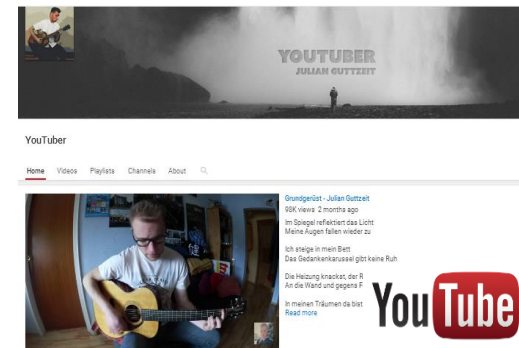 YOUTUBER
JULIAN GUTTZEIT
YouTuber
Home Videos Playlists Channels About
Grundgerüst - Julian Guttzeit
98K views 2 months ago
Im Spiegel reflektiert das Licht
Meine Augen fallen wieder zu
Ich steige in mein Bett
Das Gedankenkarussel gibt keine Ruh
Die Heizung knackst, der R
An die Wand und gegens F
In meinen Träumen da bist
Read more
YouTube